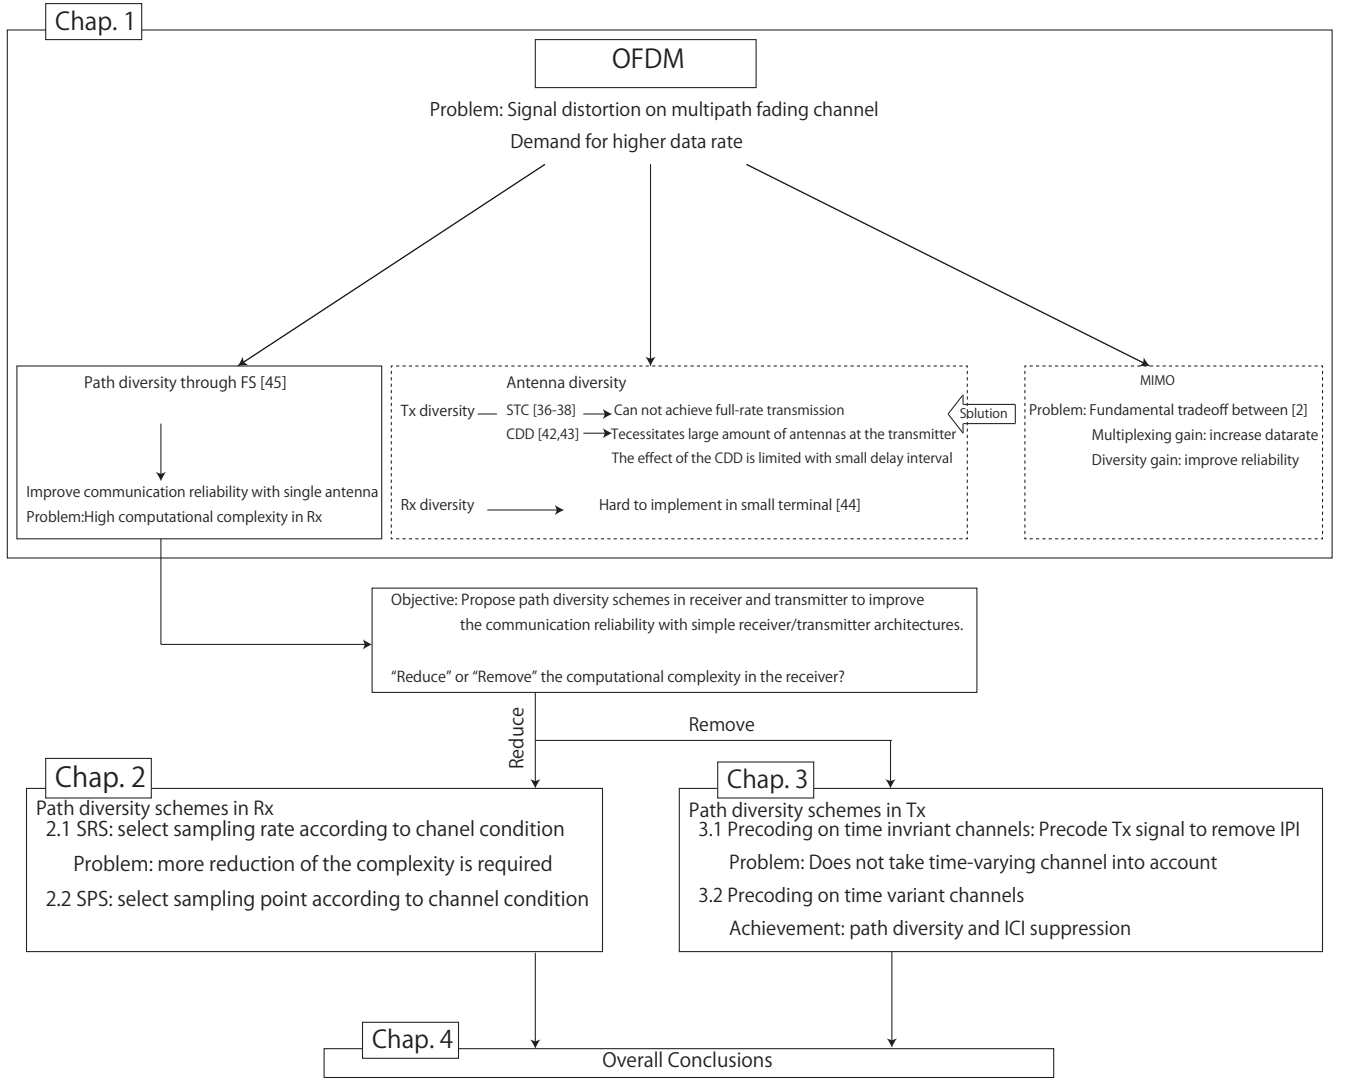 Chap. 1
OFDM
Problem: Signal distortion on multipath fading channel
Demand for higher data rate
Path diversity through FS [45]
Improve communication reliability with single antenna
Problem:High computational complexity in Rx
Antenna diversity
Tx diversity
STC [36-38]
Can not achieve full-rate transmission
CDD [42,43]
Tecessitates large amount of antennas at the transmitter
The effect of the CDD is limited with small delay interval
Rx diversity
Hard to implement in small terminal [44]
Solution
MIMO
Problem: Fundamental tradeoff between [2]
Multiplexing gain: increase datarate
Diversity gain: improve reliability
Objective: Propose path diversity schemes in receiver and transmitter to improve
the communication reliability with simple receiver/transmitter architectures.
“Reduce” or “Remove” the computational complexity in the receiver?
Reduce
Remove
Chap. 2
Path diversity schemes in Rx
2.1 SRS: select sampling rate according to chanel condition
Problem: more reduction of the complexity is required
2.2 SPS: select sampling point according to channel condition
Chap. 3
Path diversity schemes in Tx
3.1 Precoding on time invriant channels: Precode Tx signal to remove IPI
Problem: Does not take time-varying channel into account
3.2 Precoding on time variant channels
Achievement: path diversity and ICI suppression
Chap. 4
Overall Conclusions